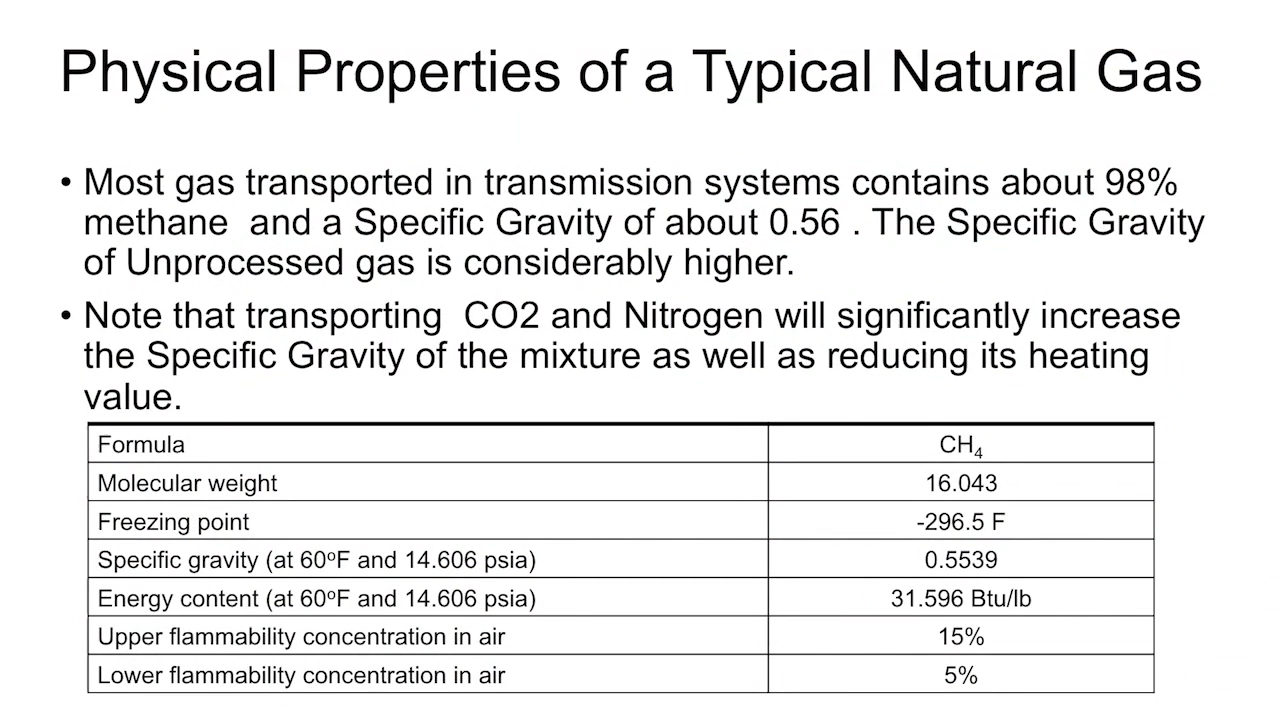 Physical Properties of a Typical Natural Gas
• Most gas transported in transmission systems contains about 98%
methane  and a Specific Gravity of about 0.56 . The Specific Gravity
of Unprocessed gas is considerably higher.
• Note that transporting  CO2 and Nitrogen will significantly increase
the Specific Gravity of the mixture as well as reducing its heating
value.
Formula CH₄
Molecular weight 16.043
Freezing point -296.5 F
Specific gravity (at 60ºF and 14.606 psia) 0.5539
Energy content (at 60ºF and 14.606 psia) 31.596 Btu/lb
Upper flammability concentration in air 15%
Lower flammability concentration in air 5%